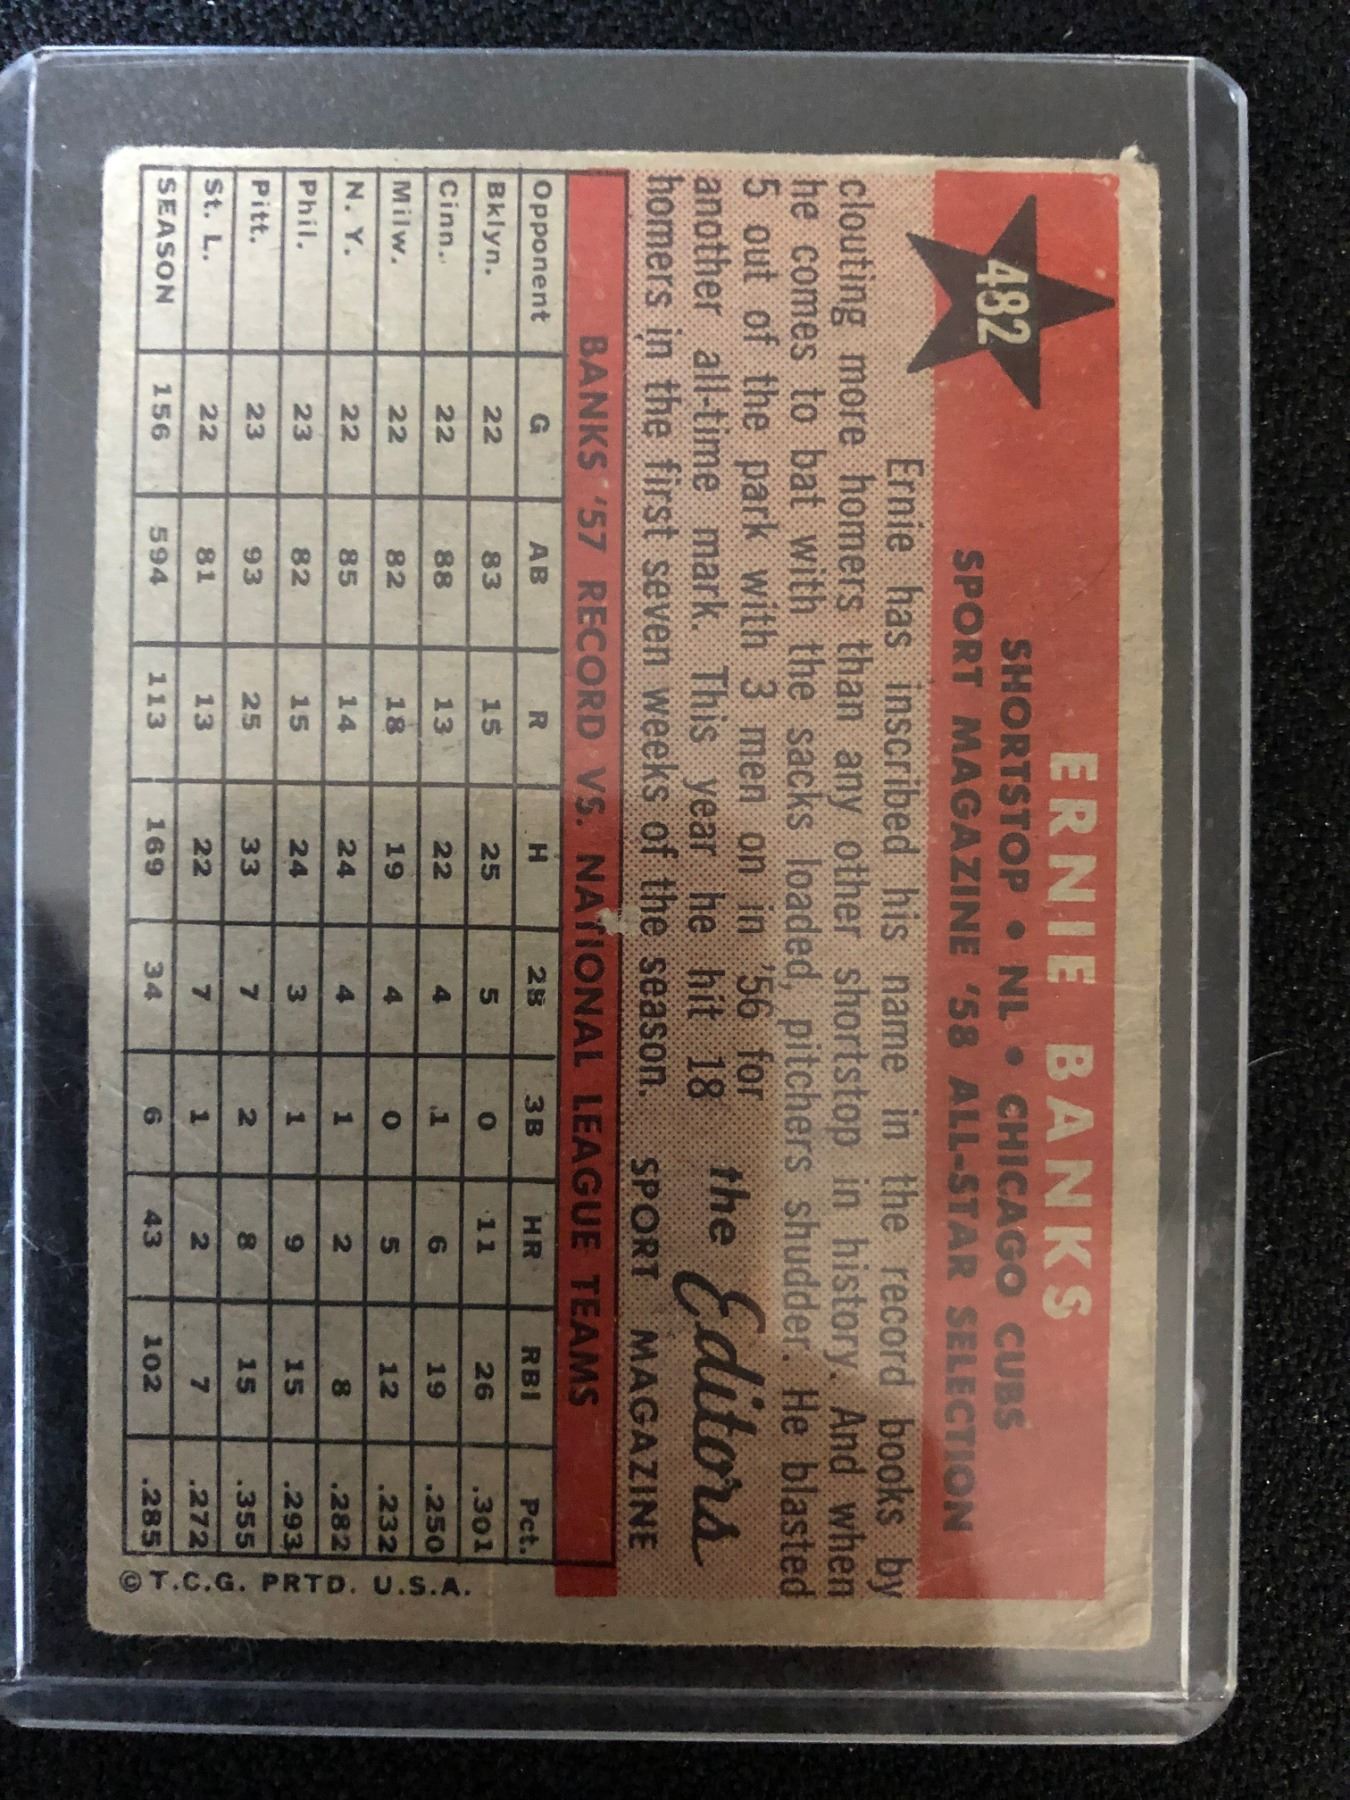 482
ERNIE BANKS
SHORTSTOP • NL • CHICAGO CUBS
SPORT MAGAZINE '58 ALL-STAR SELECTION
Ernie has inscribed his name in the record books by
clouting more homers than any other shortstop in history. And when
he comes to bat with the sacks loaded, pitchers shudder. He blasted
5 out of the park with 3 men on in '56 for
another all-time mark. This year he hit 18
homers in the first seven weeks of the season.
the Editors
SPORT MAGAZINE
BANKS '57 RECORD VS. NATIONAL LEAGUE TEAMS
Opponent G AB R H 2B 3B HR RBI Pct.
Bklyn. 22 83 15 25 5 0 11 26 .301
Cinn. 22 88 13 22 4 1 6 19 .250
Milw. 22 82 18 19 4 0 5 12 .232
N. Y. 22 85 14 24 4 1 2 8 .282
Phil. 23 82 15 24 3 1 9 15 .293
Pitt. 23 93 25 33 7 2 8 15 .355
St. L. 22 81 13 22 7 1 2 7 .272
SEASON 156 594 113 169 34 6 43 102 .285
© T.C.G. PRTD. U.S.A.